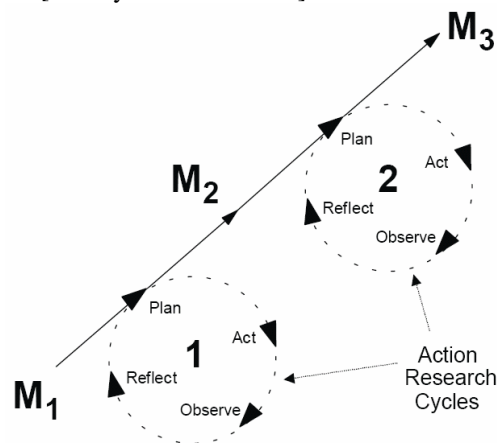 M3
Plan
Act
2
M2
Reflect
Observe
Plan
Act
1
Reflect
M1
Observe
Action
Research
Cycles